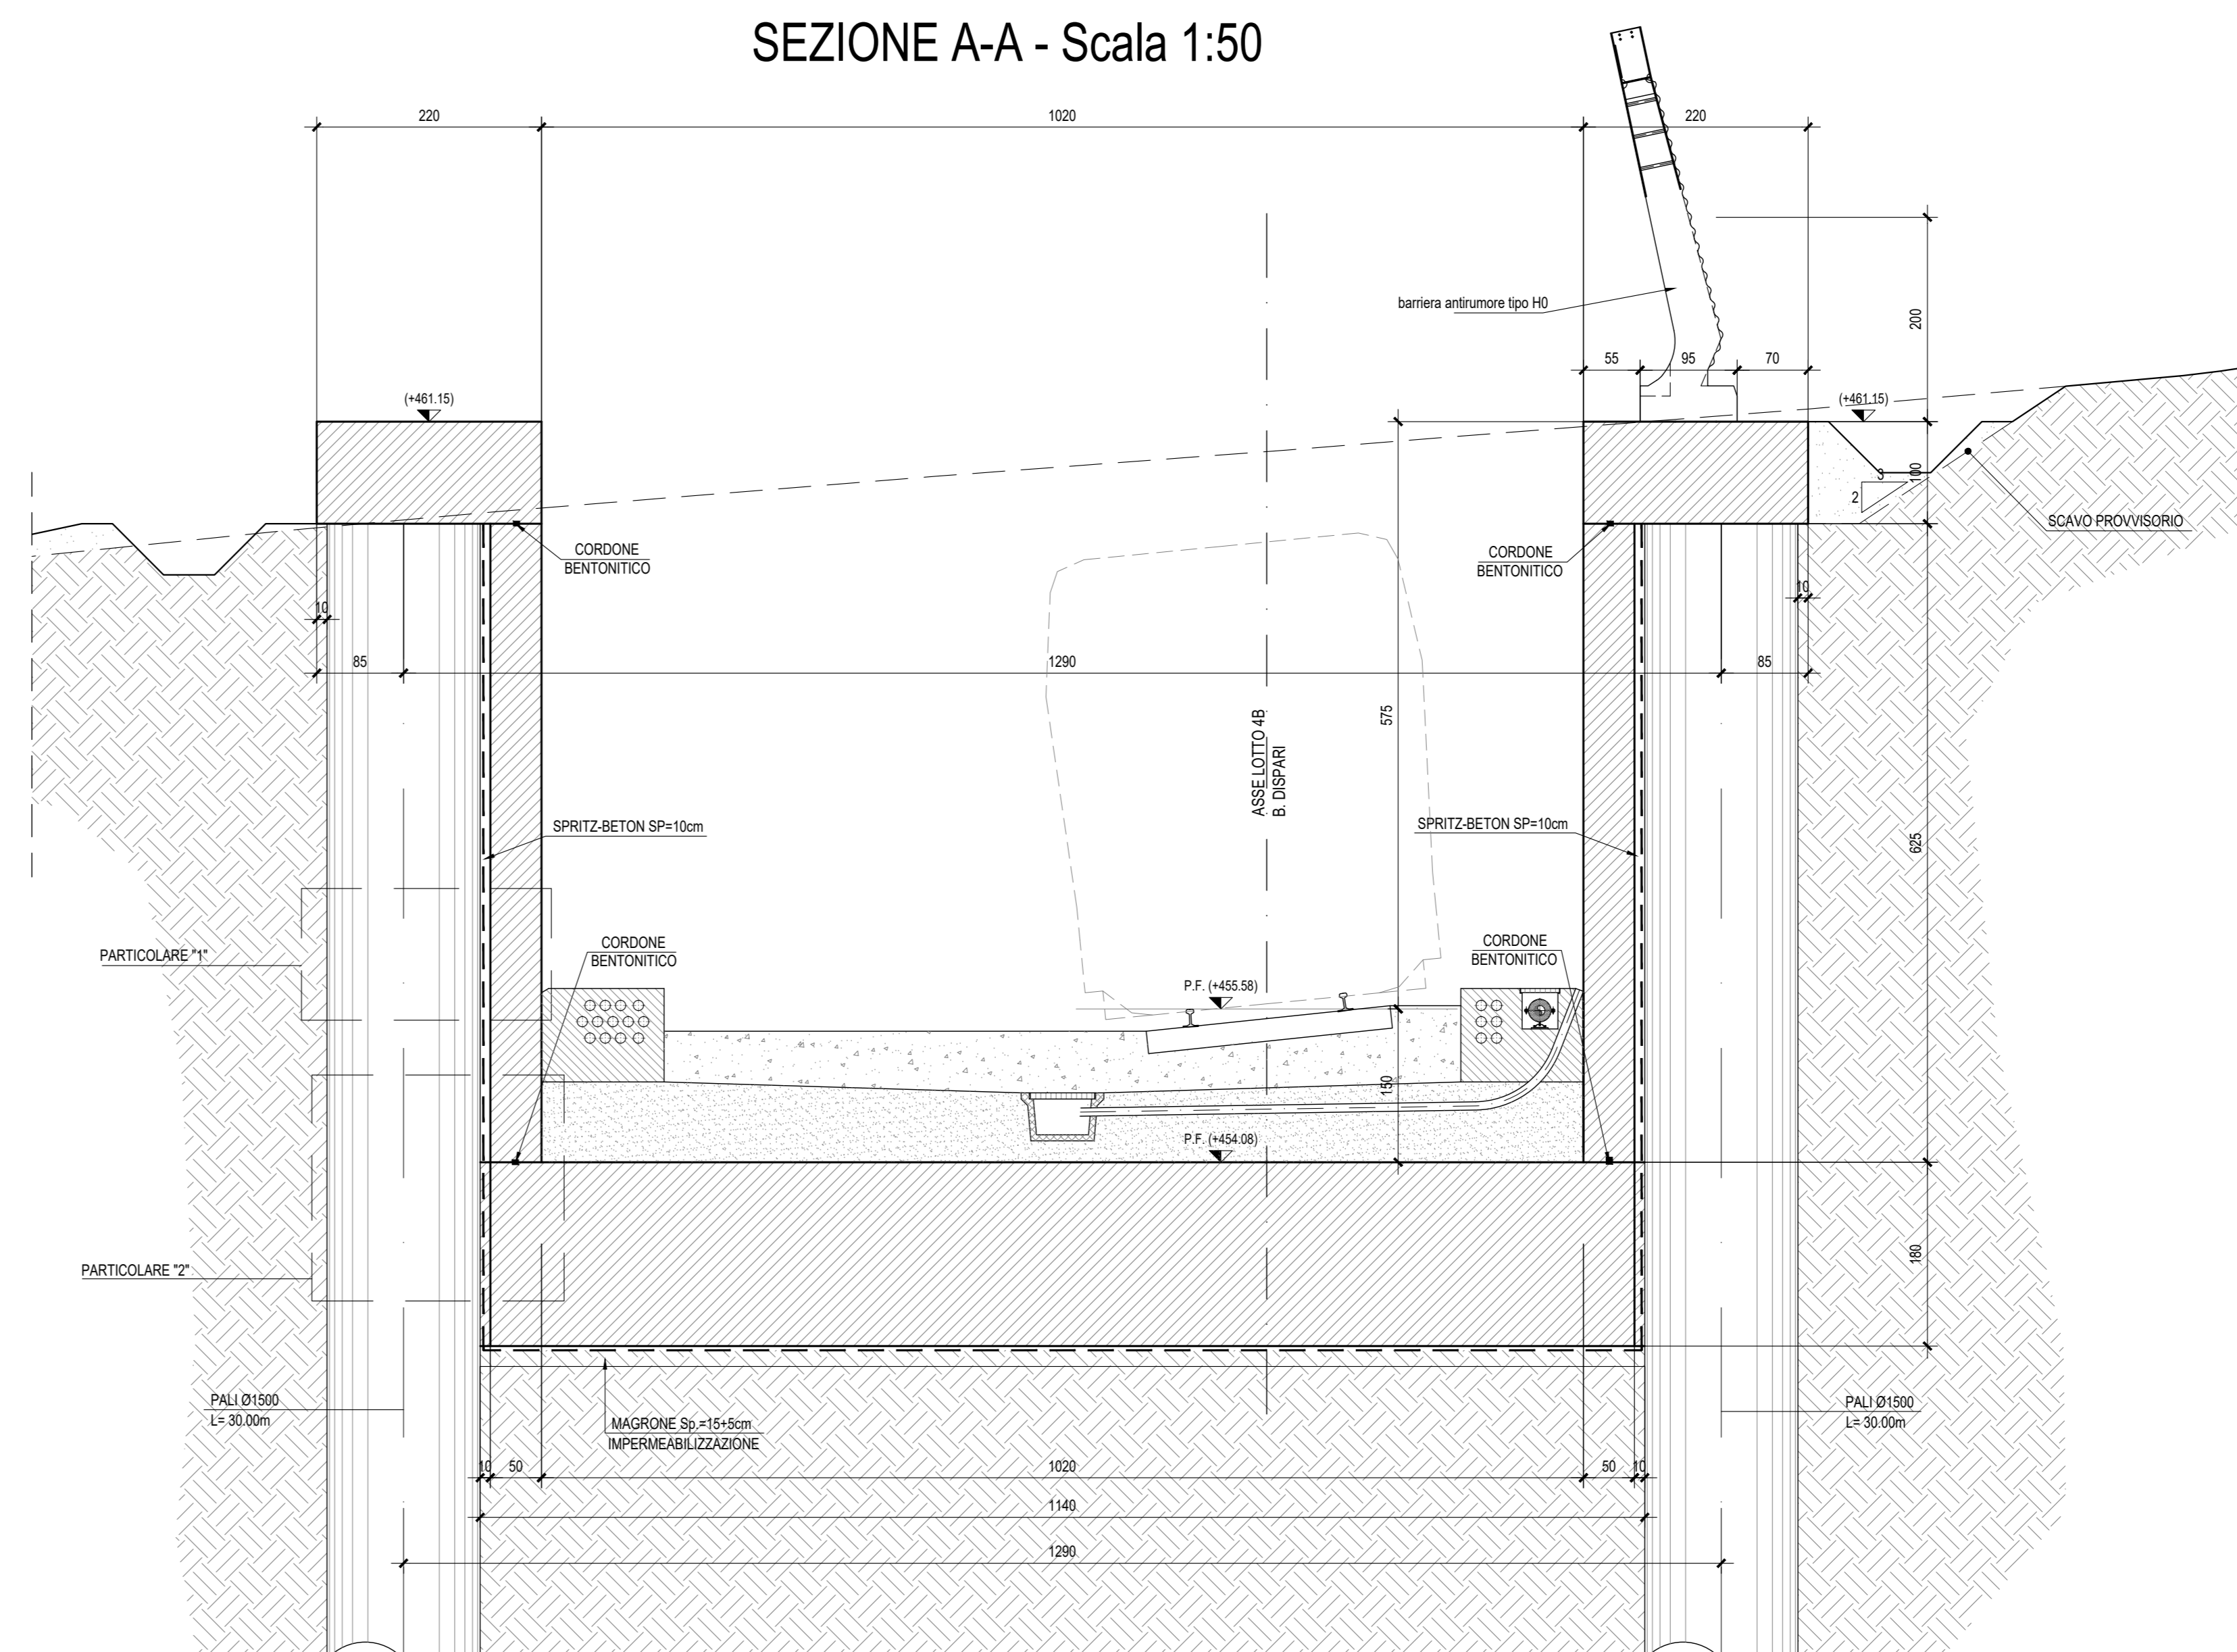 SEZIONE A-A - Scala 1:50
220
1020
220
barriera antirumore tipo H0
200
55
95
70
(+461.15)
(+461.15)
100
3
2
SCAVO PROVVISORIO
CORDONE
BENTONITICO
CORDONE
BENTONITICO
10
10
85
1290
85
575
ASSE LOTTO 4B
B. DISPARI
SPRITZ-BETON SP=10cm
SPRITZ-BETON SP=10cm
625
PARTICOLARE "1"
CORDONE
BENTONITICO
CORDONE
BENTONITICO
P.F. (+455.58)
150
P.F. (+454.08)
PARTICOLARE "2"
180
PALI Ø1500
L= 30.00m
MAGRONE Sp.=15+5cm
IMPERMEABILIZZAZIONE
PALI Ø1500
L= 30.00m
10
50
1020
50
10
1140
1290